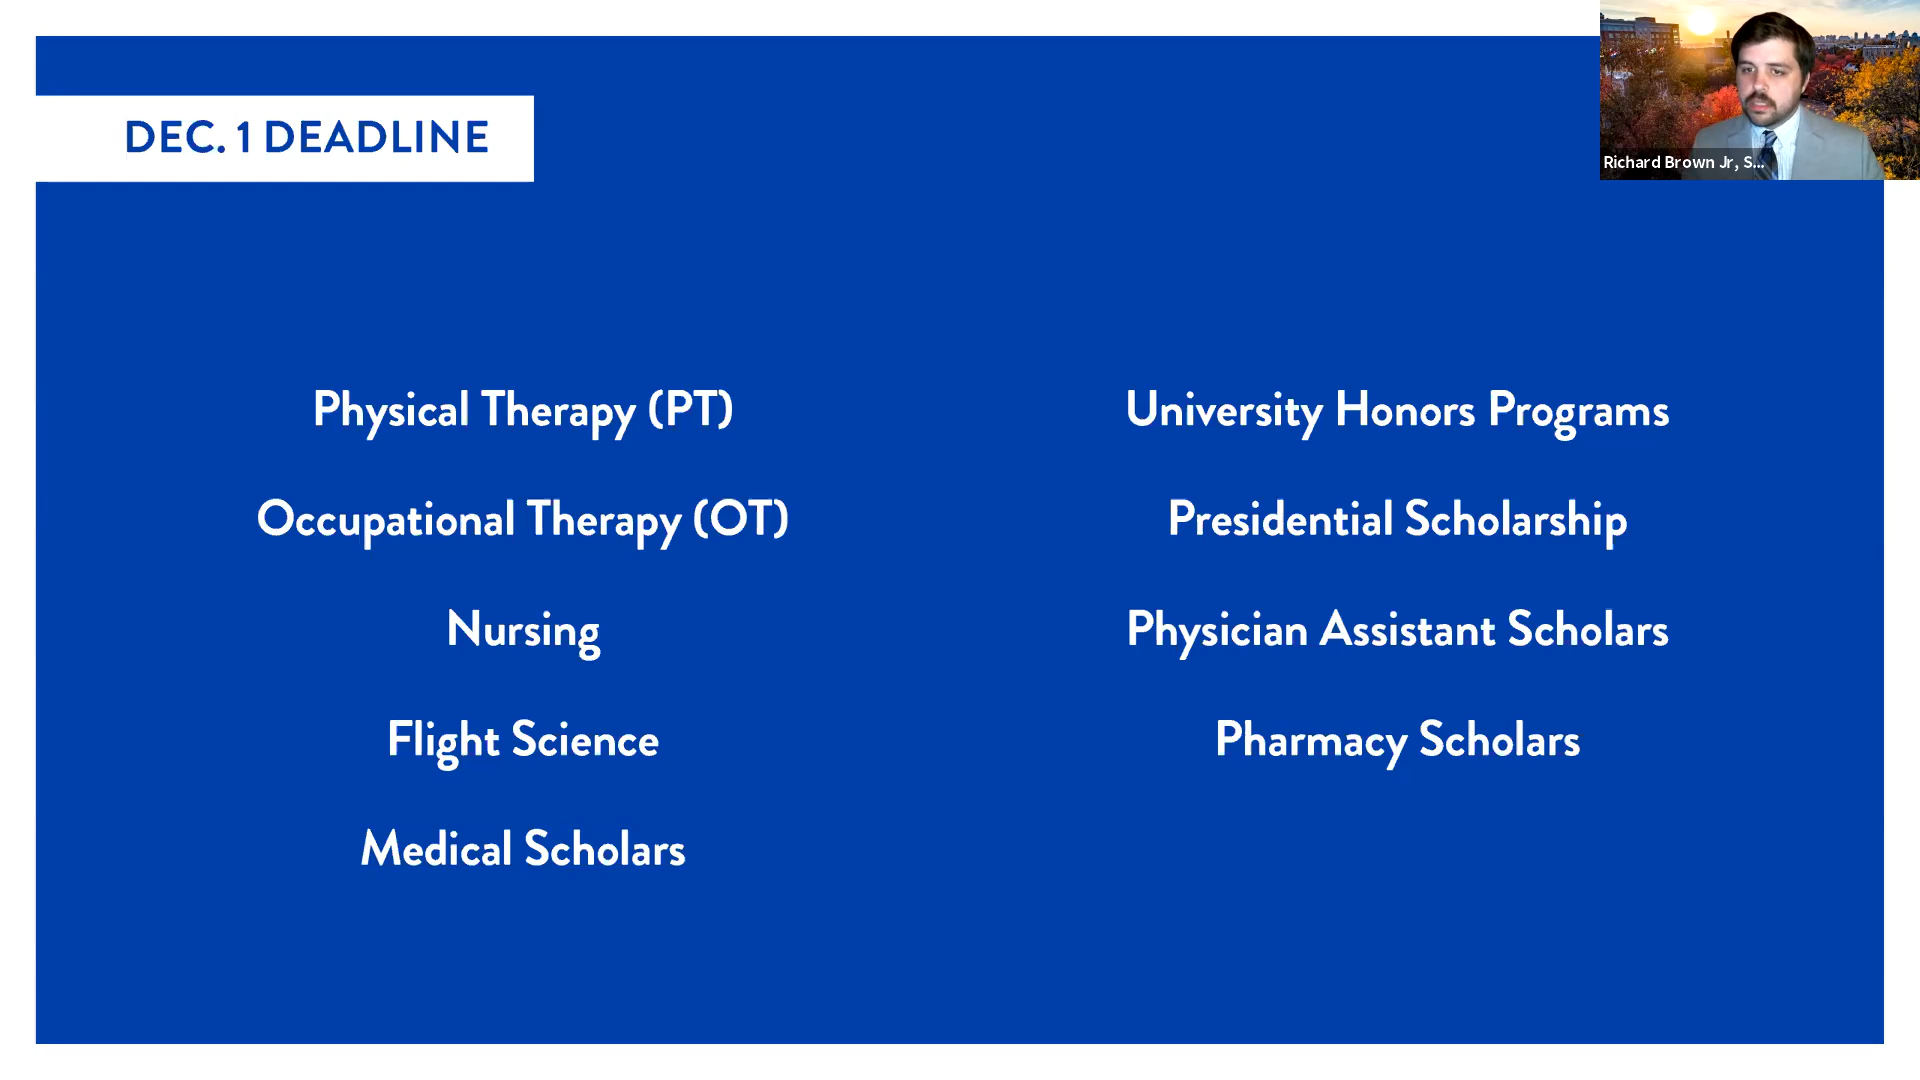 DEC. 1 DEADLINE
Physical Therapy (PT)
Occupational Therapy (OT)
Nursing
Flight Science
Medical Scholars
University Honors Programs
Presidential Scholarship
Physician Assistant Scholars
Pharmacy Scholars
Richard Brown Jr, S...